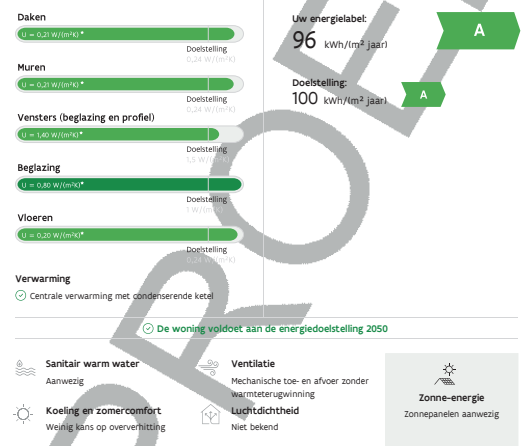 Daken
U = 0,21 W/(m²K)*
Doelstelling
0,24 W/(m²K)
Muren
U = 0,21 W/(m²K)*
Doelstelling
0,24 W/(m²K)
Vensters (beglazing en profiel)
U = 1,40 W/(m²K)*
Doelstelling
1,5 W/(m²K)
Beglazing
U = 0,80 W/(m²K)*
Doelstelling
1 W/(m²K)
Vloeren
U = 0,20 W/(m²K)*
Doelstelling
0,24 W/(m²K)
Verwarming
Centrale verwarming met condenserende ketel
Uw energielabel:
96 kWh/(m² jaar)
A
Doelstelling:
100 kWh/(m² jaar)
A
De woning voldoet aan de energiedoelstelling 2050
Sanitair warm water
Aanwezig
Ventilatie
Mechanische toe- en afvoer zonder
warmteterugwinning
Koeling en zomercomfort
Weinig kans op oververhitting
Luchtdichtheid
Niet bekend
Zonne-energie
Zonnepanelen aanwezig